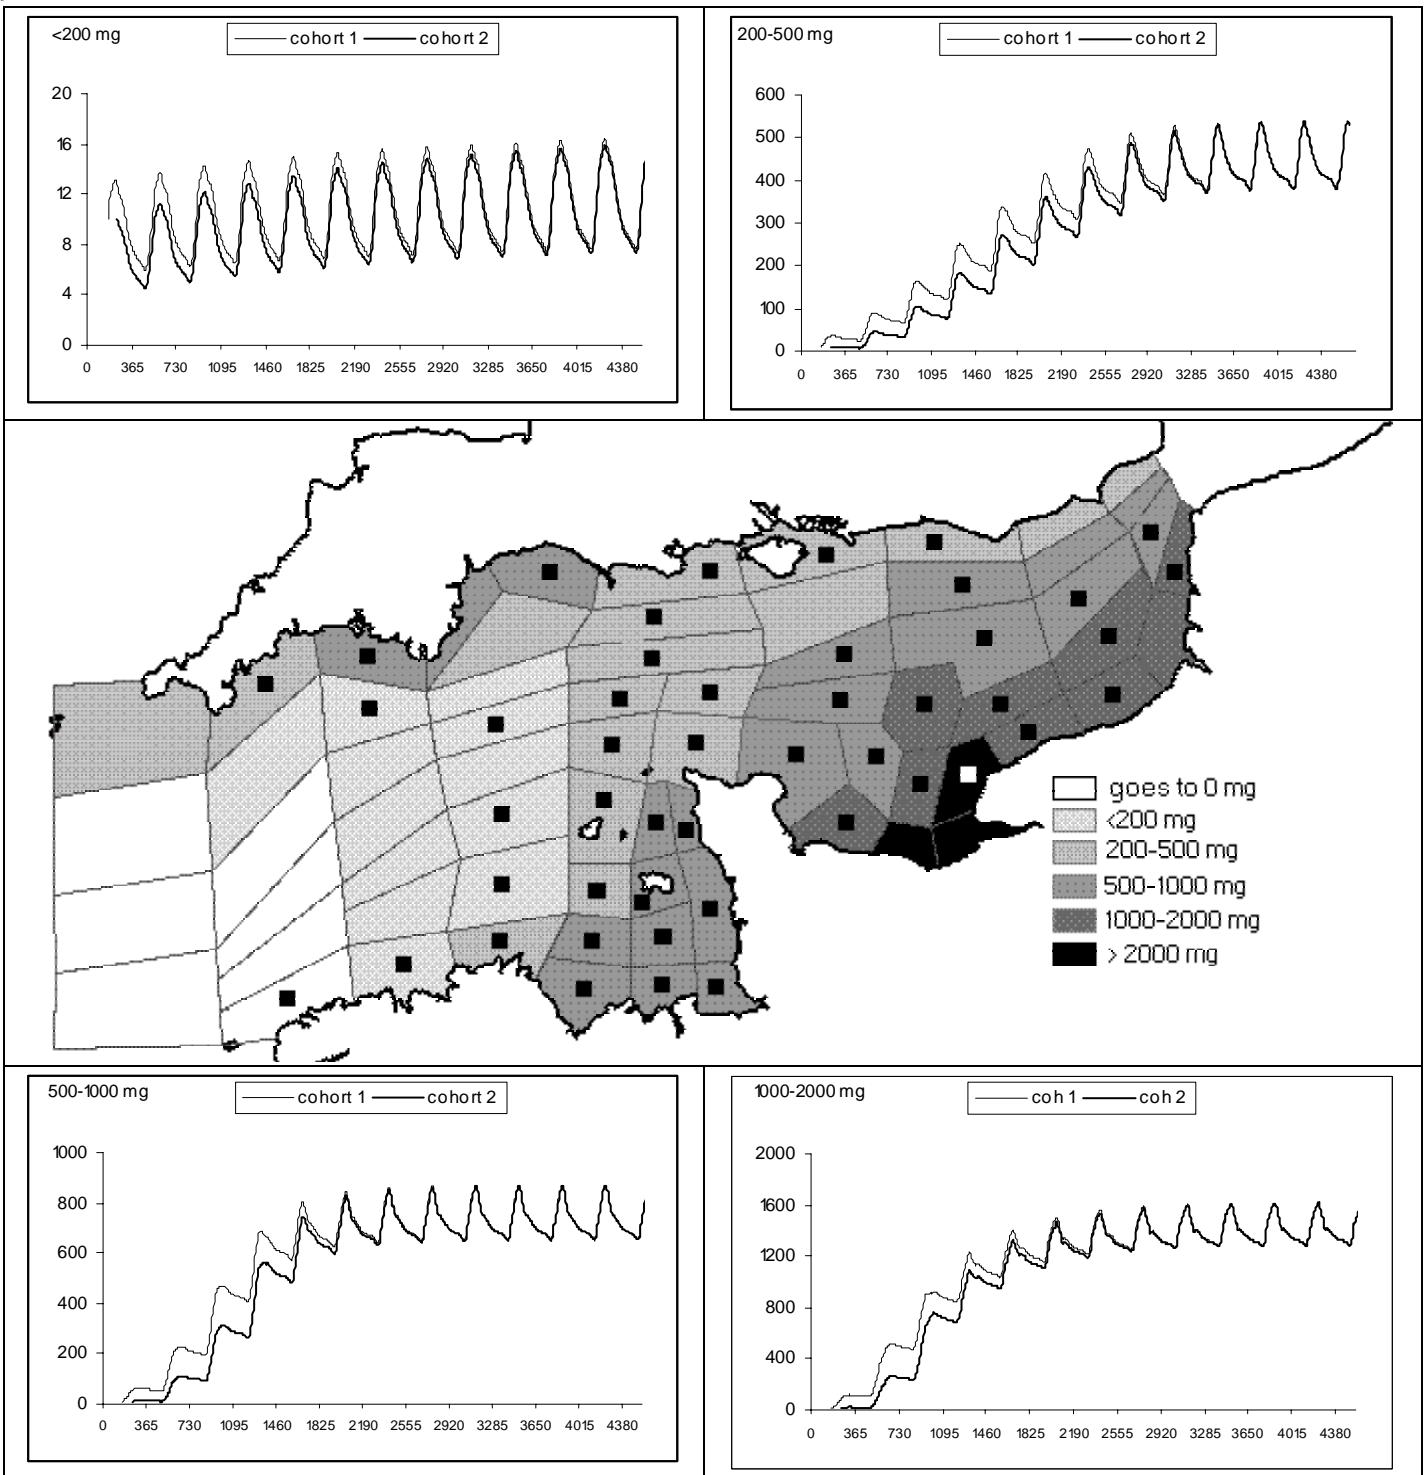 <200 mg
cohort 1 cohort 2
20
16
12
8
4
0
0 365 730 1095 1460 1825 2190 2555 2920 3285 3650 4015 4380
200-500 mg
cohort 1 cohort 2
600
500
400
300
200
100
0
0 365 730 1095 1460 1825 2190 2555 2920 3285 3650 4015 4380
goes to 0 mg
<200 mg
200-500 mg
500-1000 mg
1000-2000 mg
> 2000 mg
500-1000 mg
cohort 1 cohort 2
1000
800
600
400
200
0
0 365 730 1095 1460 1825 2190 2555 2920 3285 3650 4015 4380
1000-2000 mg
coh 1 coh 2
2000
1600
1200
800
400
0
0 365 730 1095 1460 1825 2190 2555 2920 3285 3650 4015 4380